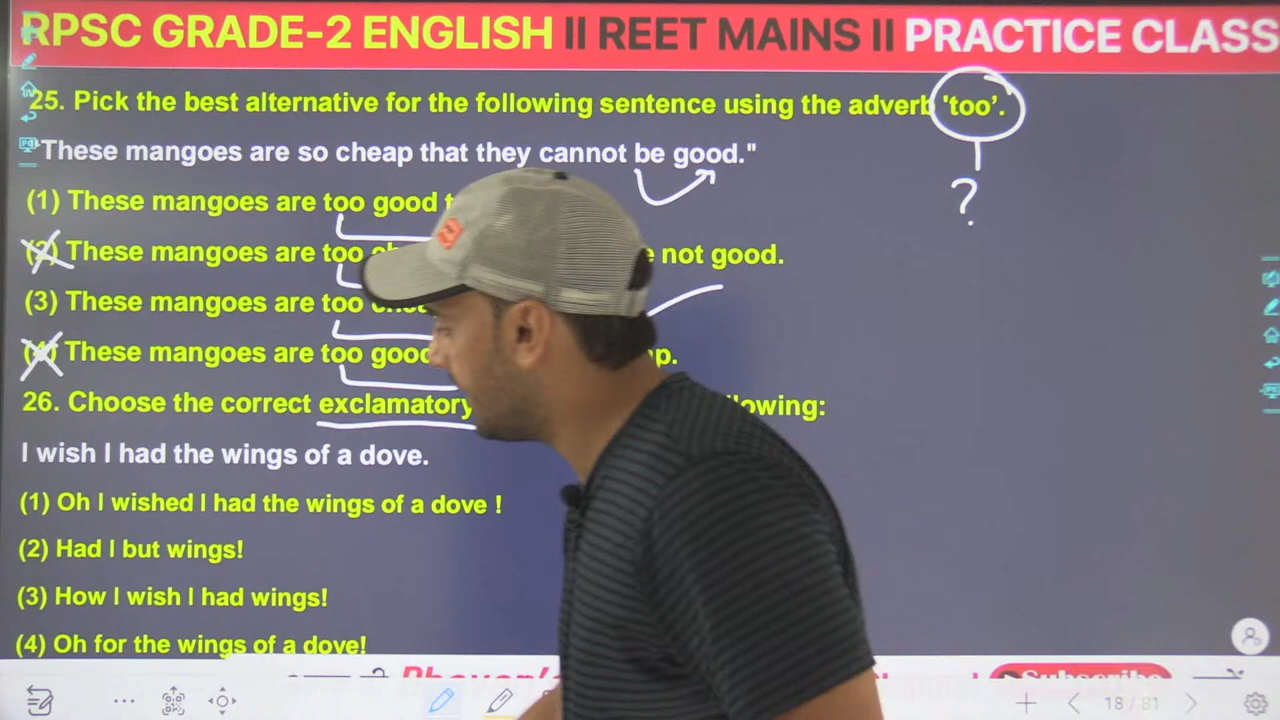 RPSC GRADE-2 ENGLISH II REET MAINS II PRACTICE CLASS
25. Pick the best alternative for the following sentence using the adverb 'too'.
?
"These mangoes are so cheap that they cannot be good."
(1) These mangoes are too good
(2) These mangoes are too not good.
(3) These mangoes are too
(4) These mangoes are too good
26. Choose the correct exclamatory
I wish I had the wings of a dove.
(1) Oh I wished I had the wings of a dove !
(2) Had I but wings!
(3) How I wish I had wings!
(4) Oh for the wings of a dove!
Subscribe
18 / 81